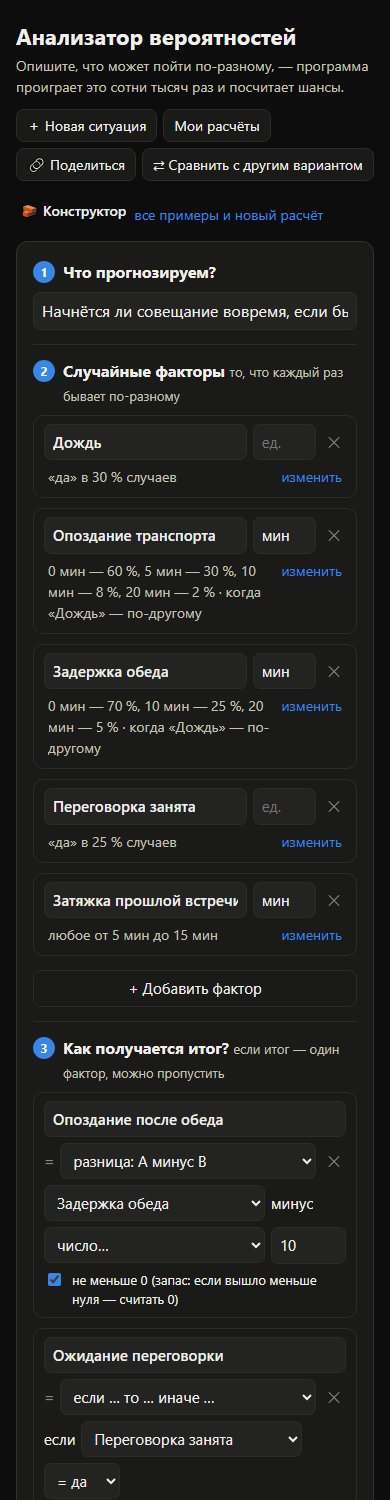 Анализатор вероятностей
Опишите, что может пойти по-разному, — программа
проиграет это сотни тысяч раз и посчитает шансы.
+ Новая ситуация
Мои расчёты
Поделиться
⇄ Сравнить с другим вариантом
Конструктор все примеры и новый расчёт
1 Что прогнозируем?
Начнётся ли совещание вовремя, если бы
2 Случайные факторы то, что каждый раз
бывает по-разному
Дождь ед. ×
«да» в 30 % случаев изменить
Опоздание транспорта мин ×
0 мин — 60 %, 5 мин — 30 %, 10 изменить
мин — 8 %, 20 мин — 2 % · когда
«Дождь» — по-другому
Задержка обеда мин ×
0 мин — 70 %, 10 мин — 25 %, 20 изменить
мин — 5 % · когда «Дождь» — по-
другому
Переговорка занята ед. ×
«да» в 25 % случаев изменить
Затяжка прошлой встречи мин ×
любое от 5 мин до 15 мин изменить
+ Добавить фактор
3 Как получается итог? если итог — один
фактор, можно пропустить
Опоздание после обеда
= разница: А минус В ×
Задержка обеда минус
число... 10
не меньше 0 (запас: если вышло меньше
нуля — считать 0)
Ожидание переговорки
= если ... то ... иначе ... ×
если Переговорка занята
= да